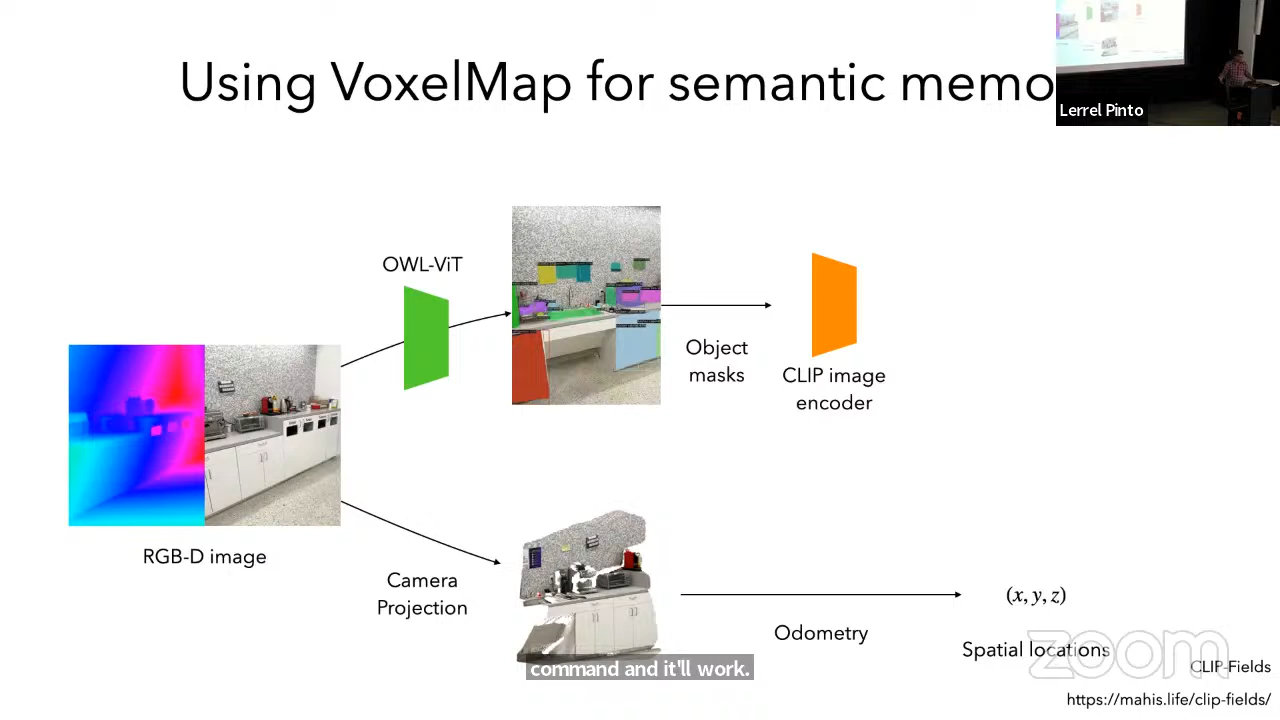 Using VoxelMap for semantic memo
Lerrel Pinto
OWL-ViT
Object
masks
CLIP image
encoder
RGB-D image
Camera
Projection
Odometry
(x, y, z)
Spatial locations
command and it'll work.
zoom
CLIP-Fields
https://mahis.life/clip-fields/